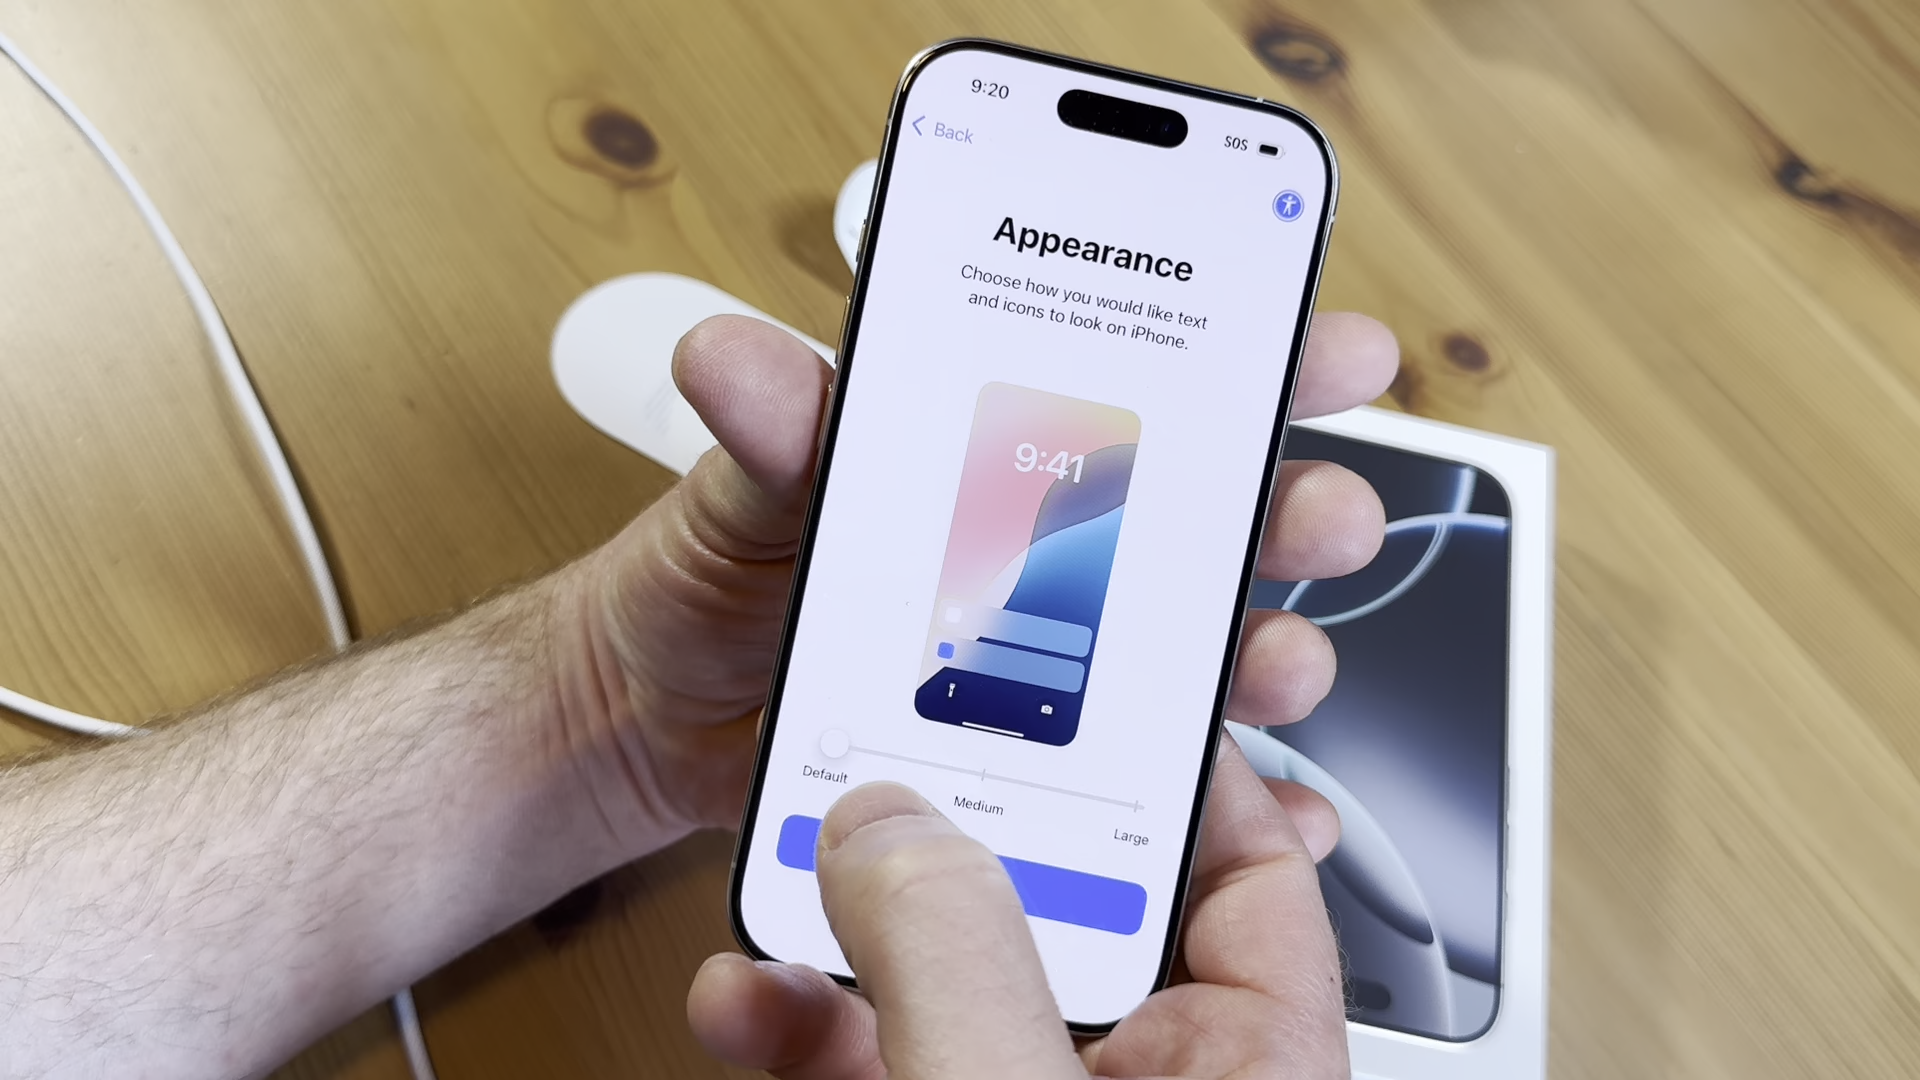 9:20
SOS
Back
Appearance
Choose how you would like text
and icons to look on iPhone.
9:41
Default
Medium
Large